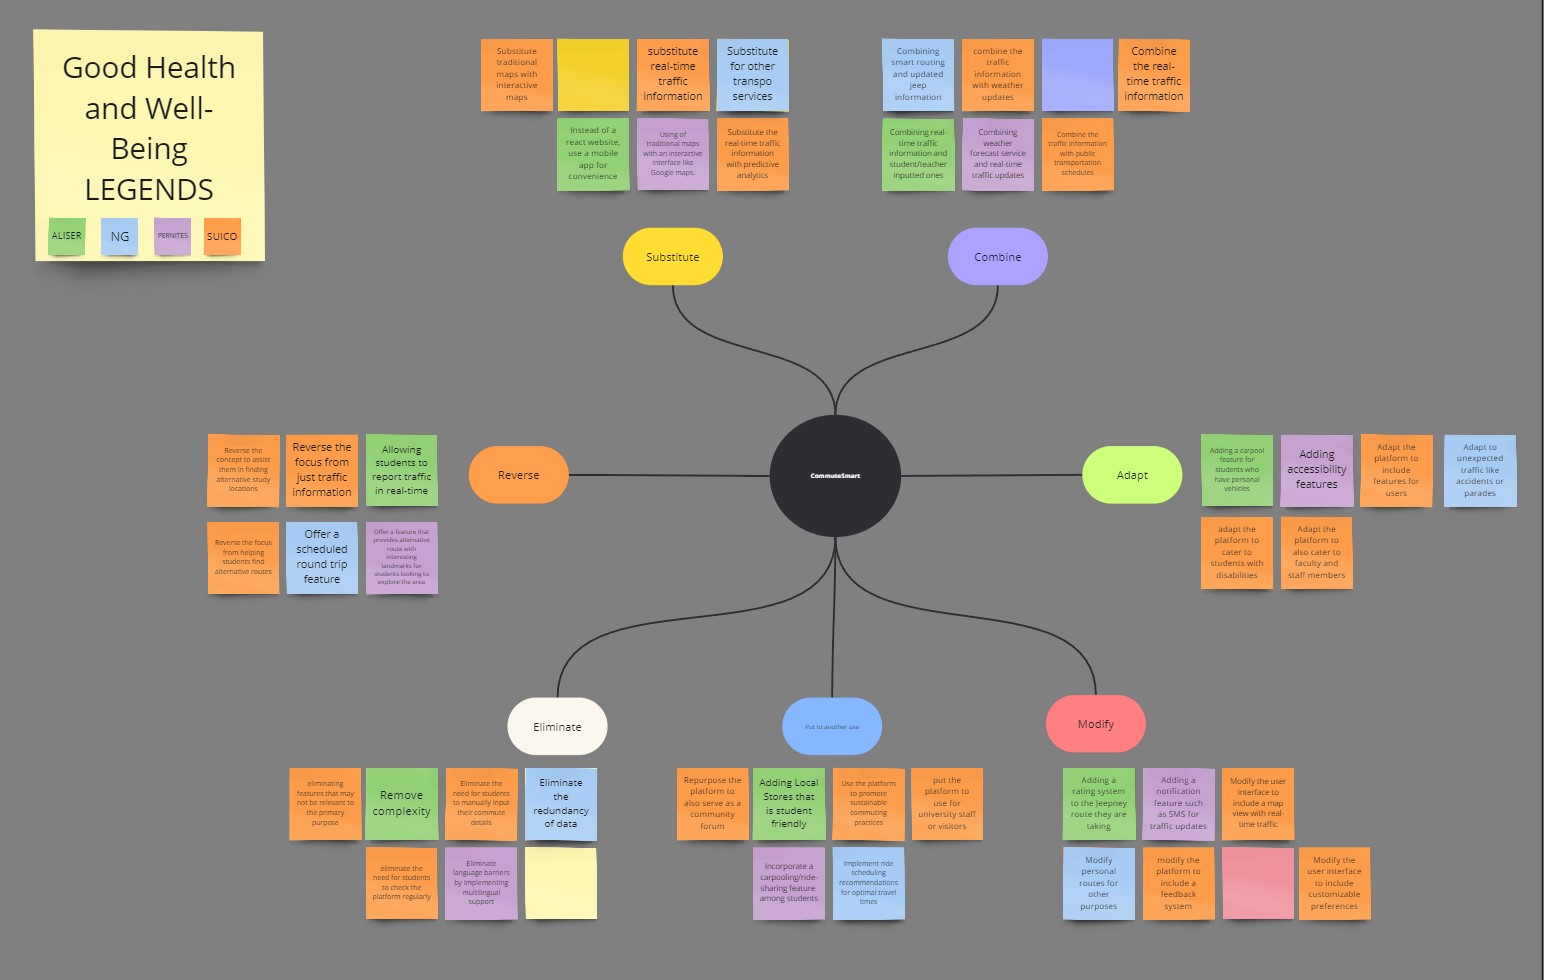 Good Health
and Well-
Being
LEGENDS
ALISER
NG
PERNITES
SUICO
Substitute
traditional
maps with
interactive
maps
substitute
real-time
traffic
information
Substitute
for other
transpo
services
Instead of a
react website,
use a mobile
app for
convenience
Using of
traditional maps
with an interactive
interface like
Google maps.
Substitute the
real-time traffic
information
with predictive
analytics
Substitute
Combining
smart routing
and updated
jeep
information
combine the
traffic
information
with weather
updates
Combine
the real-
time traffic
information
Combining real-
time traffic
information and
student/teacher
inputted ones
Combining
weather
forecast service
and real-time
traffic updates
Combine the
traffic information
with public
transportation
schedules
Combine
Reverse the
concept to assist
them in finding
alternative study
locations
Reverse the
focus from
just traffic
information
Allowing
students to
report traffic
in real-time
Reverse the focus
from helping
students find
alternative routes
Offer a
scheduled
round trip
feature
Offer a feature that
provides alternative
route with
interesting
landmarks for
students looking to
explore the area
Reverse
CommuteSmart
Adapt
Adding a carpool
feature for
students who
have personal
vehicles
Adding
accessibility
features
Adapt the
platform to
include
features for
users
Adapt to
unexpected
traffic like
accidents or
parades
adapt the
platform to
cater to
students with
disabilities
Adapt the
platform to
also cater to
faculty and
staff members
Eliminate
eliminating
features that may
not be relevant to
the primary
purpose
Remove
complexity
Eliminate the
need for students
to manually input
their commute
details
Eliminate
the
redundancy
of data
eliminate the
need for students
to check the
platform regularly
Eliminate
language barriers
by implementing
multilingual
support
Put to another use
Repurpose the
platform to
also serve as a
community
forum
Adding Local
Stores that
is student
friendly
Use the platform
to promote
sustainable
commuting
practices
put the
platform to
use for
university staff
or visitors
Incorporate a
carpooling/ride-
sharing feature
among students
Implement ride
scheduling
recommendations
for optimal travel
times
Modify
Adding a
rating system
to the Jeepney
route they are
taking
Adding a
notification
feature such
as SMS for
traffic updates
Modify the user
interface to
include a map
view with real-
time traffic
Modify
personal
routes for
other
purposes
modify the
platform to
include a
feedback
system
Modify the
user interface
to include
customizable
preferences